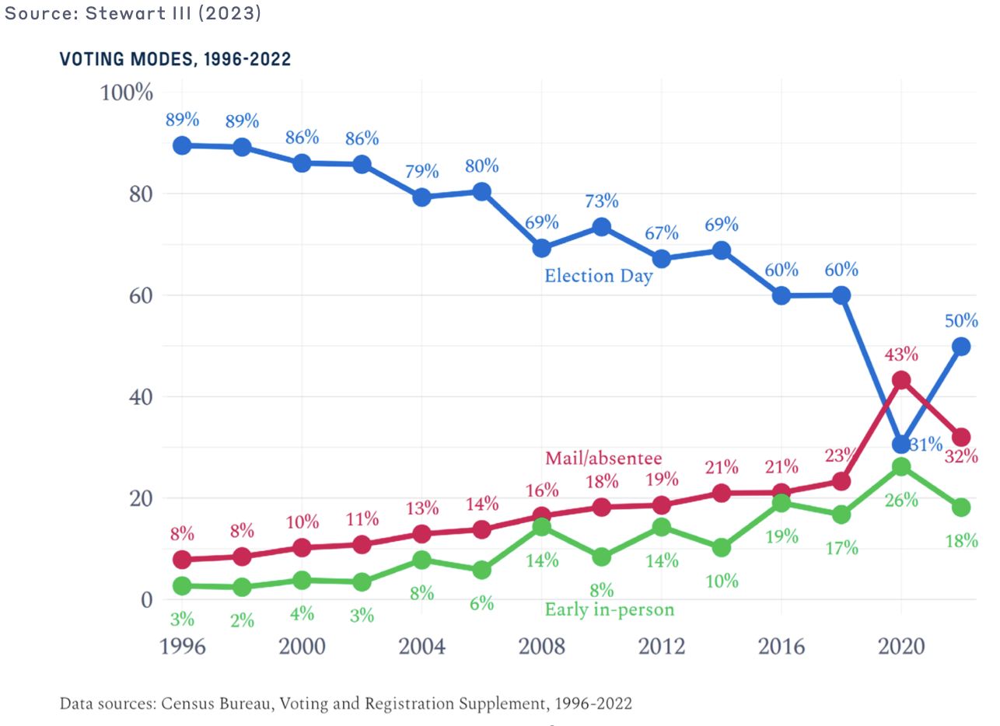 Source: Stewart III (2023)
VOTING MODES, 1996-2022
100%
89% 89% 86% 86% 79% 80% 69% 73% 67% 69% 60% 60% 31% 50%
80
60
Election Day
40
43%
32%
Mail/absentee
8% 8% 10% 11% 13% 14% 16% 18% 19% 21% 21% 23%
20
0
3% 2% 4% 3% 8% 6% 14% 8% 14% 10% 19% 17% 26% 18%
Early in-person
1996 2000 2004 2008 2012 2016 2020
Data sources: Census Bureau, Voting and Registration Supplement, 1996-2022